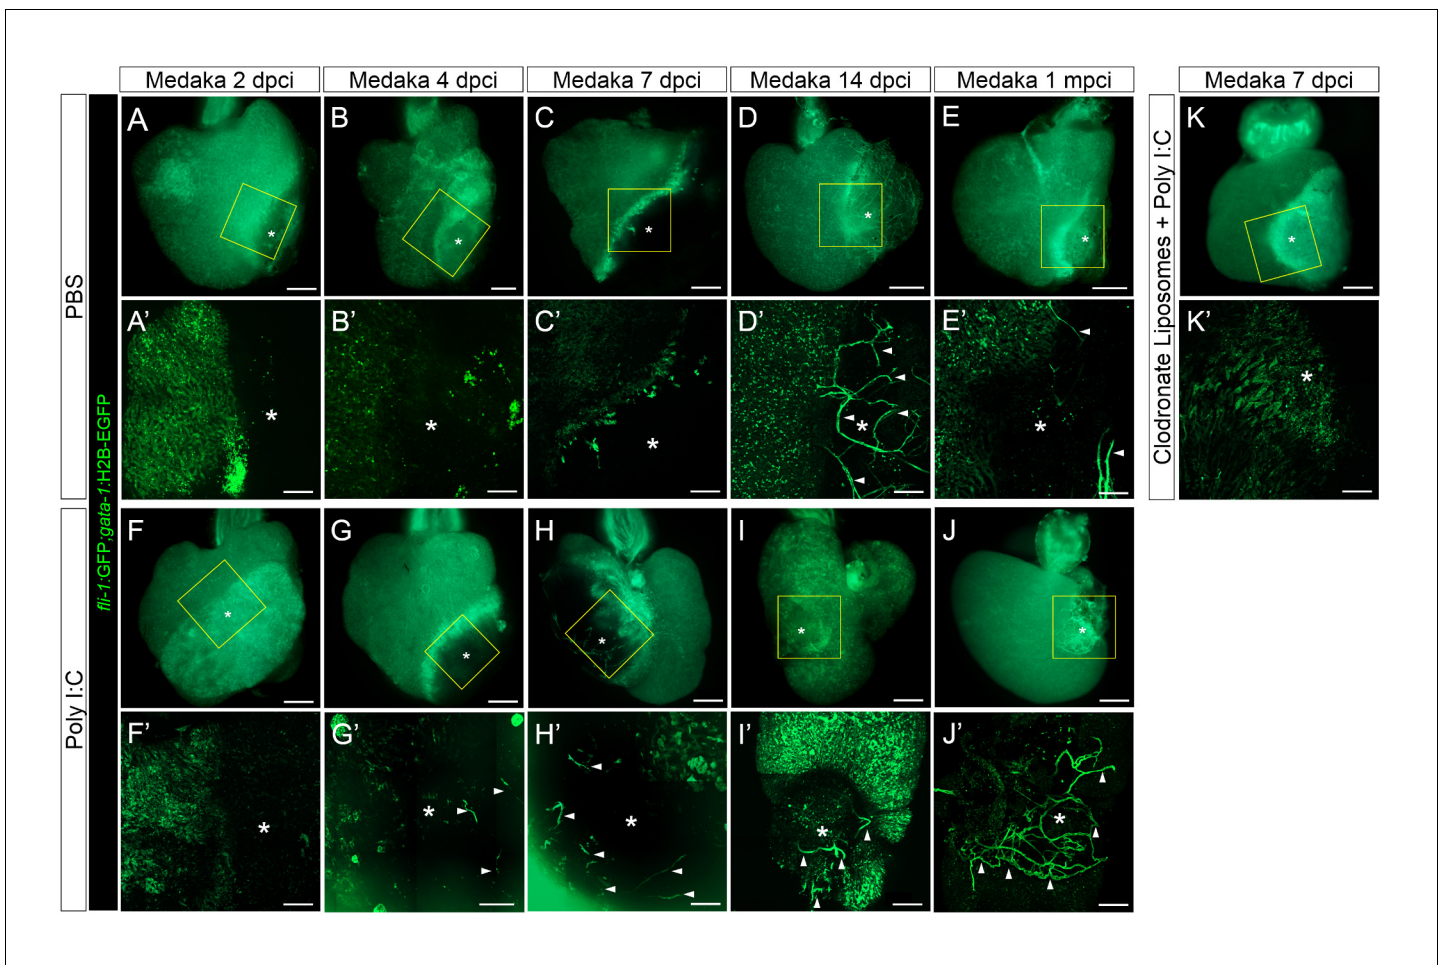 Medaka 2 dpci
Medaka 4 dpci
Medaka 7 dpci
Medaka 14 dpci
Medaka 1 mpci
Medaka 7 dpci
PBS
fli-1:GFP;gata-1:H2B-EGFP
A
B
C
D
E
Clodronate Liposomes + Poly I:C
K
*
*
*
*
*
*
A’
B’
C’
D’
E’
K’
*
*
*
*
*
*
Poly I:C
F
G
H
I
J
*
*
*
*
*
F’
G’
H’
I’
J’
*
*
*
*
*